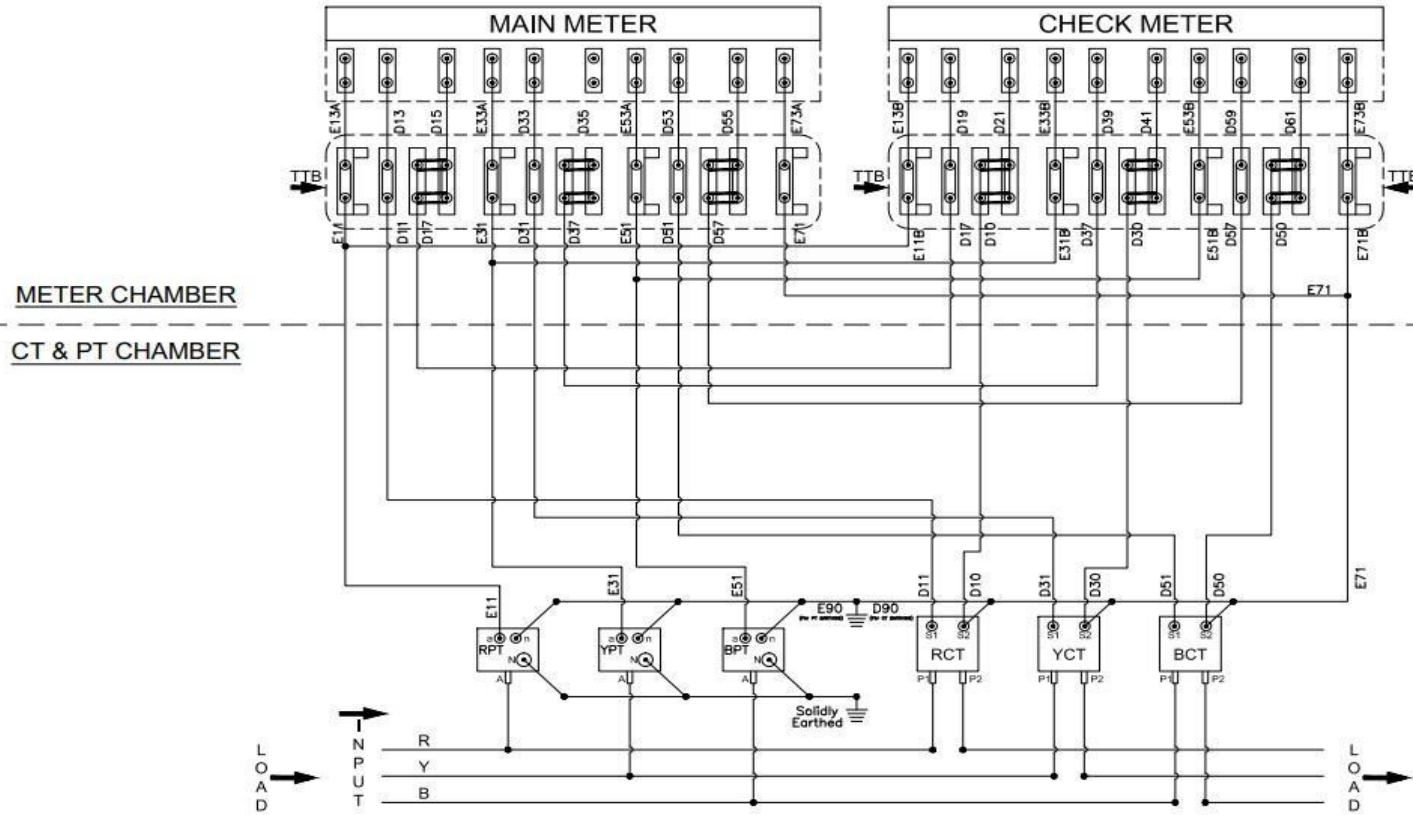 MAIN METER
CHECK METER
E13A D13 D15 E33A D33 D35 E53A D53 D55 E73A
E13B D19 D21 E33B D39 D41 E53B D59 D61 E73B
TTB
TTB
TTB
E11 D11 D17 E31 D31 D37 E51 D51 D57 E71
E11B D17 D10 E31B D37 D30 E51B D57 D50 E71B
METER CHAMBER
E71
CT & PT CHAMBER
E11 E31 E51 D11 D10 D31 D30 D51 D50 E71
E90 D90
a n a n a n S1 S2 S1 S2 S1 S2
RPT YPT BPT RCT YCT BCT
N N N
A A A P1 P2 P1 P2 P1 P2
Solidly
Earthed
LOAD
INPUT
R
Y
B
LOAD